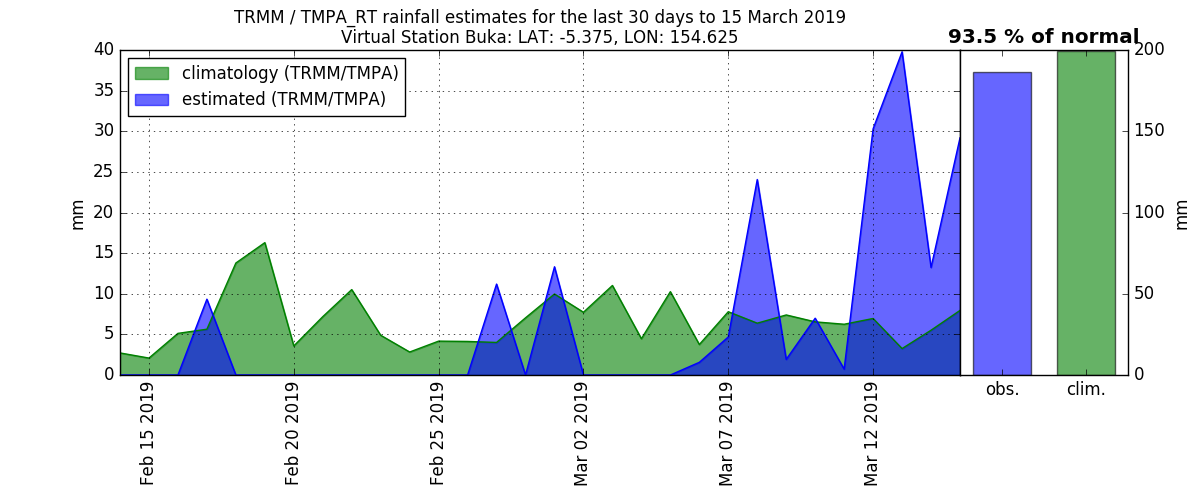 TRMM / TMPA_RT rainfall estimates for the last 30 days to 15 March 2019
Virtual Station Buka: LAT: -5.375, LON: 154.625
93.5 % of normal
climatology (TRMM/TMPA)
estimated (TRMM/TMPA)
mm
40
35
30
25
20
15
10
5
0
Feb 15 2019
Feb 20 2019
Feb 25 2019
Mar 02 2019
Mar 07 2019
Mar 12 2019
obs.
clim.
200
150
100
50
0
mm